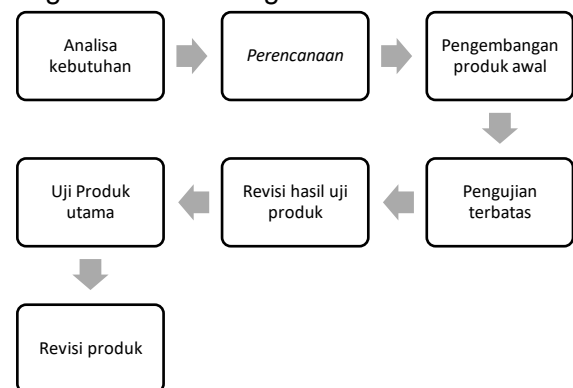 Analisa
kebutuhan
Perencanaan
Pengembangan
produk awal
Pengujian
terbatas
Revisi hasil uji
produk
Uji Produk
utama
Revisi produk